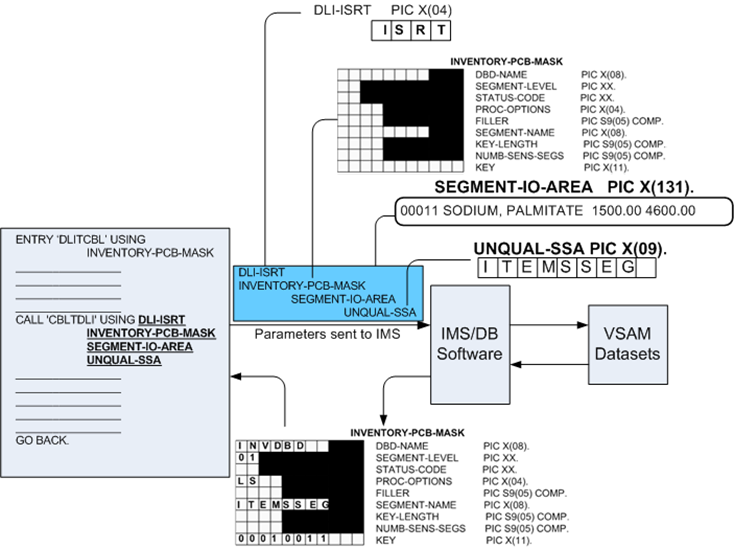 DLI-ISRT PIC X(04)
I S R T
INVENTORY-PCB-MASK
DBD-NAME PIC X(08).
SEGMENT-LEVEL PIC XX.
STATUS-CODE PIC XX.
PROC-OPTIONS PIC X(04).
FILLER PIC S9(05) COMP.
SEGMENT-NAME PIC X(08).
KEY-LENGTH PIC S9(05) COMP.
NUMB-SENS-SEGS PIC S9(05) COMP.
KEY PIC X(11).
SEGMENT-IO-AREA PIC X(131).
00011 SODIUM, PALMITATE 1500.00 4600.00
UNQUAL-SSA PIC X(09).
I T E M S S E G
ENTRY 'DLITCBL' USING
INVENTORY-PCB-MASK
CALL 'CBLTDLI' USING DLI-ISRT
INVENTORY-PCB-MASK
SEGMENT-IO-AREA
UNQUAL-SSA
GO BACK.
DLI-ISRT
INVENTORY-PCB-MASK
SEGMENT-IO-AREA
UNQUAL-SSA
Parameters sent to IMS
IMS/DB
Software
VSAM
Datasets
INVENTORY-PCB-MASK
I N V D B D
DBD-NAME PIC X(08).
0 1
SEGMENT-LEVEL PIC XX.
STATUS-CODE PIC XX.
L S
PROC-OPTIONS PIC X(04).
FILLER PIC S9(05) COMP.
I T E M S S E G
SEGMENT-NAME PIC X(08).
KEY-LENGTH PIC S9(05) COMP.
NUMB-SENS-SEGS PIC S9(05) COMP.
0 0 0 1 0 0 1 1
KEY PIC X(11).